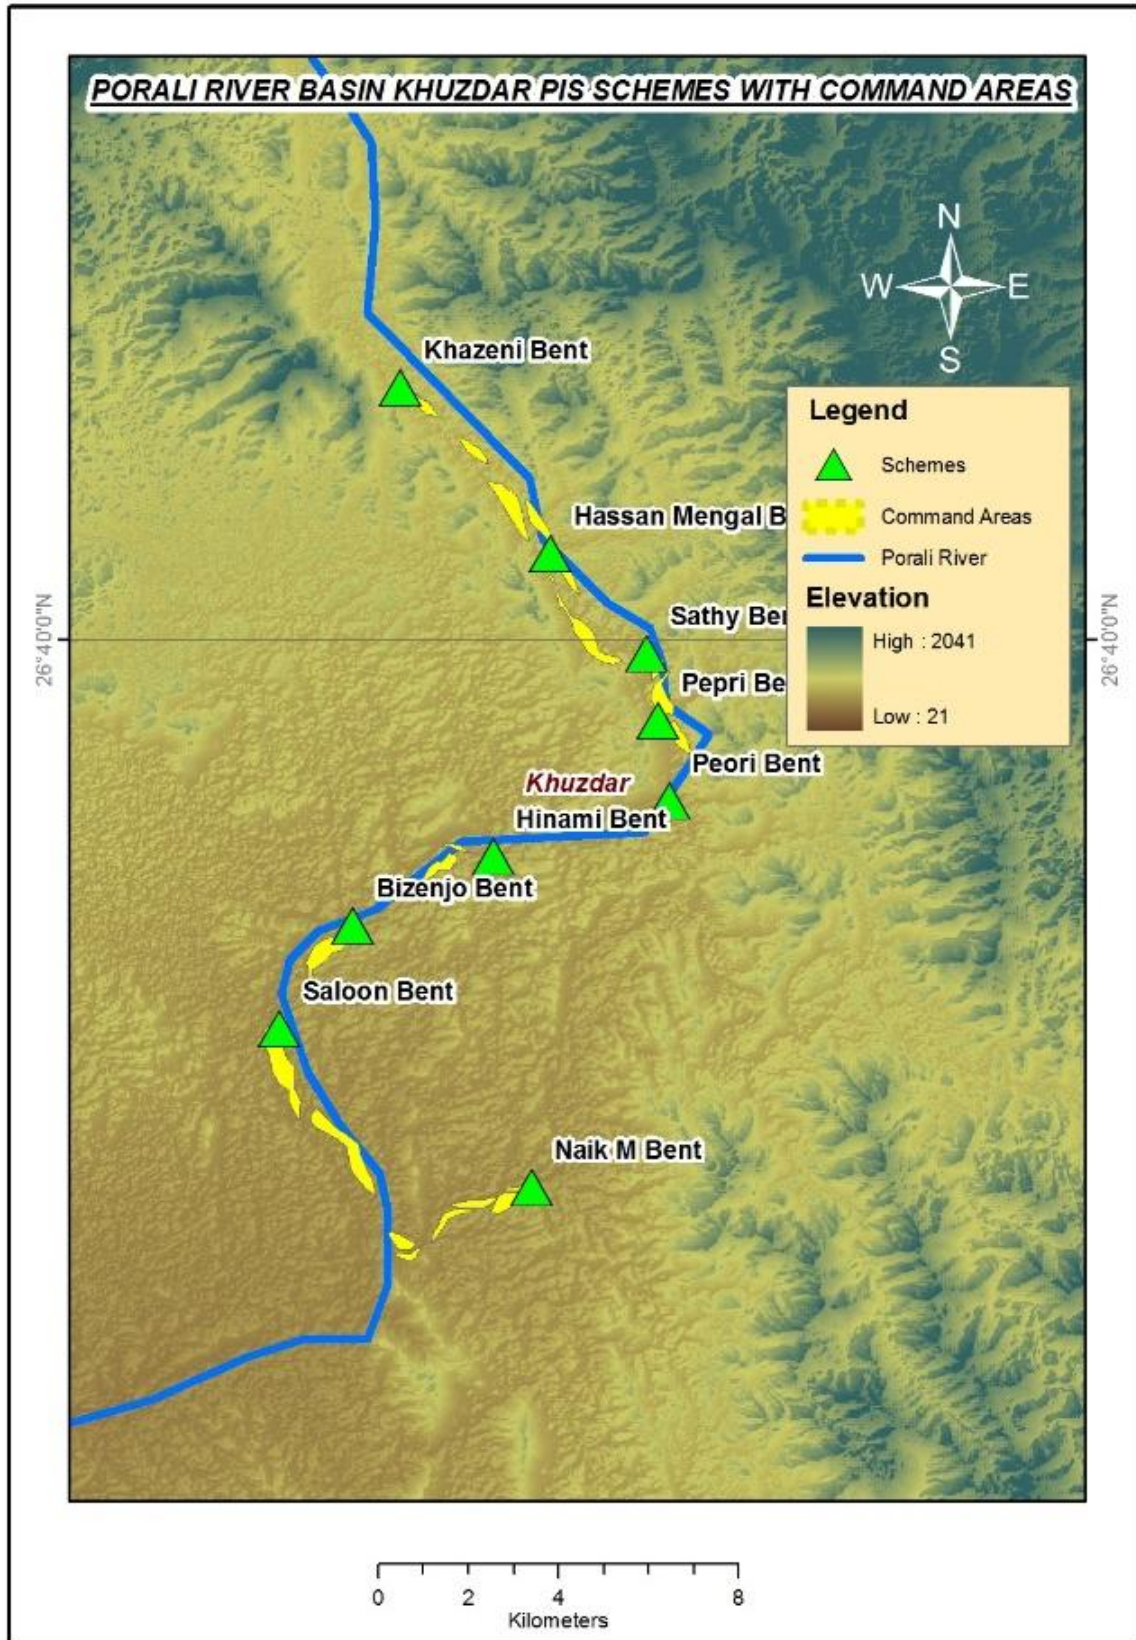 PORALI RIVER BASIN KHUZDAR PIS SCHEMES WITH COMMAND AREAS
N
W E
S
Khazeni Bent
Legend
Schemes
Hassan Mengal B
Command Areas
Porali River
Elevation
Sathy Be
High : 2041
26°40'0"N
26°40'0"N
Pepri Be
Low : 21
Peori Bent
Khuzdar
Hinami Bent
Bizenjo Bent
Saloon Bent
Naik M Bent
0 2 4 8
Kilometers